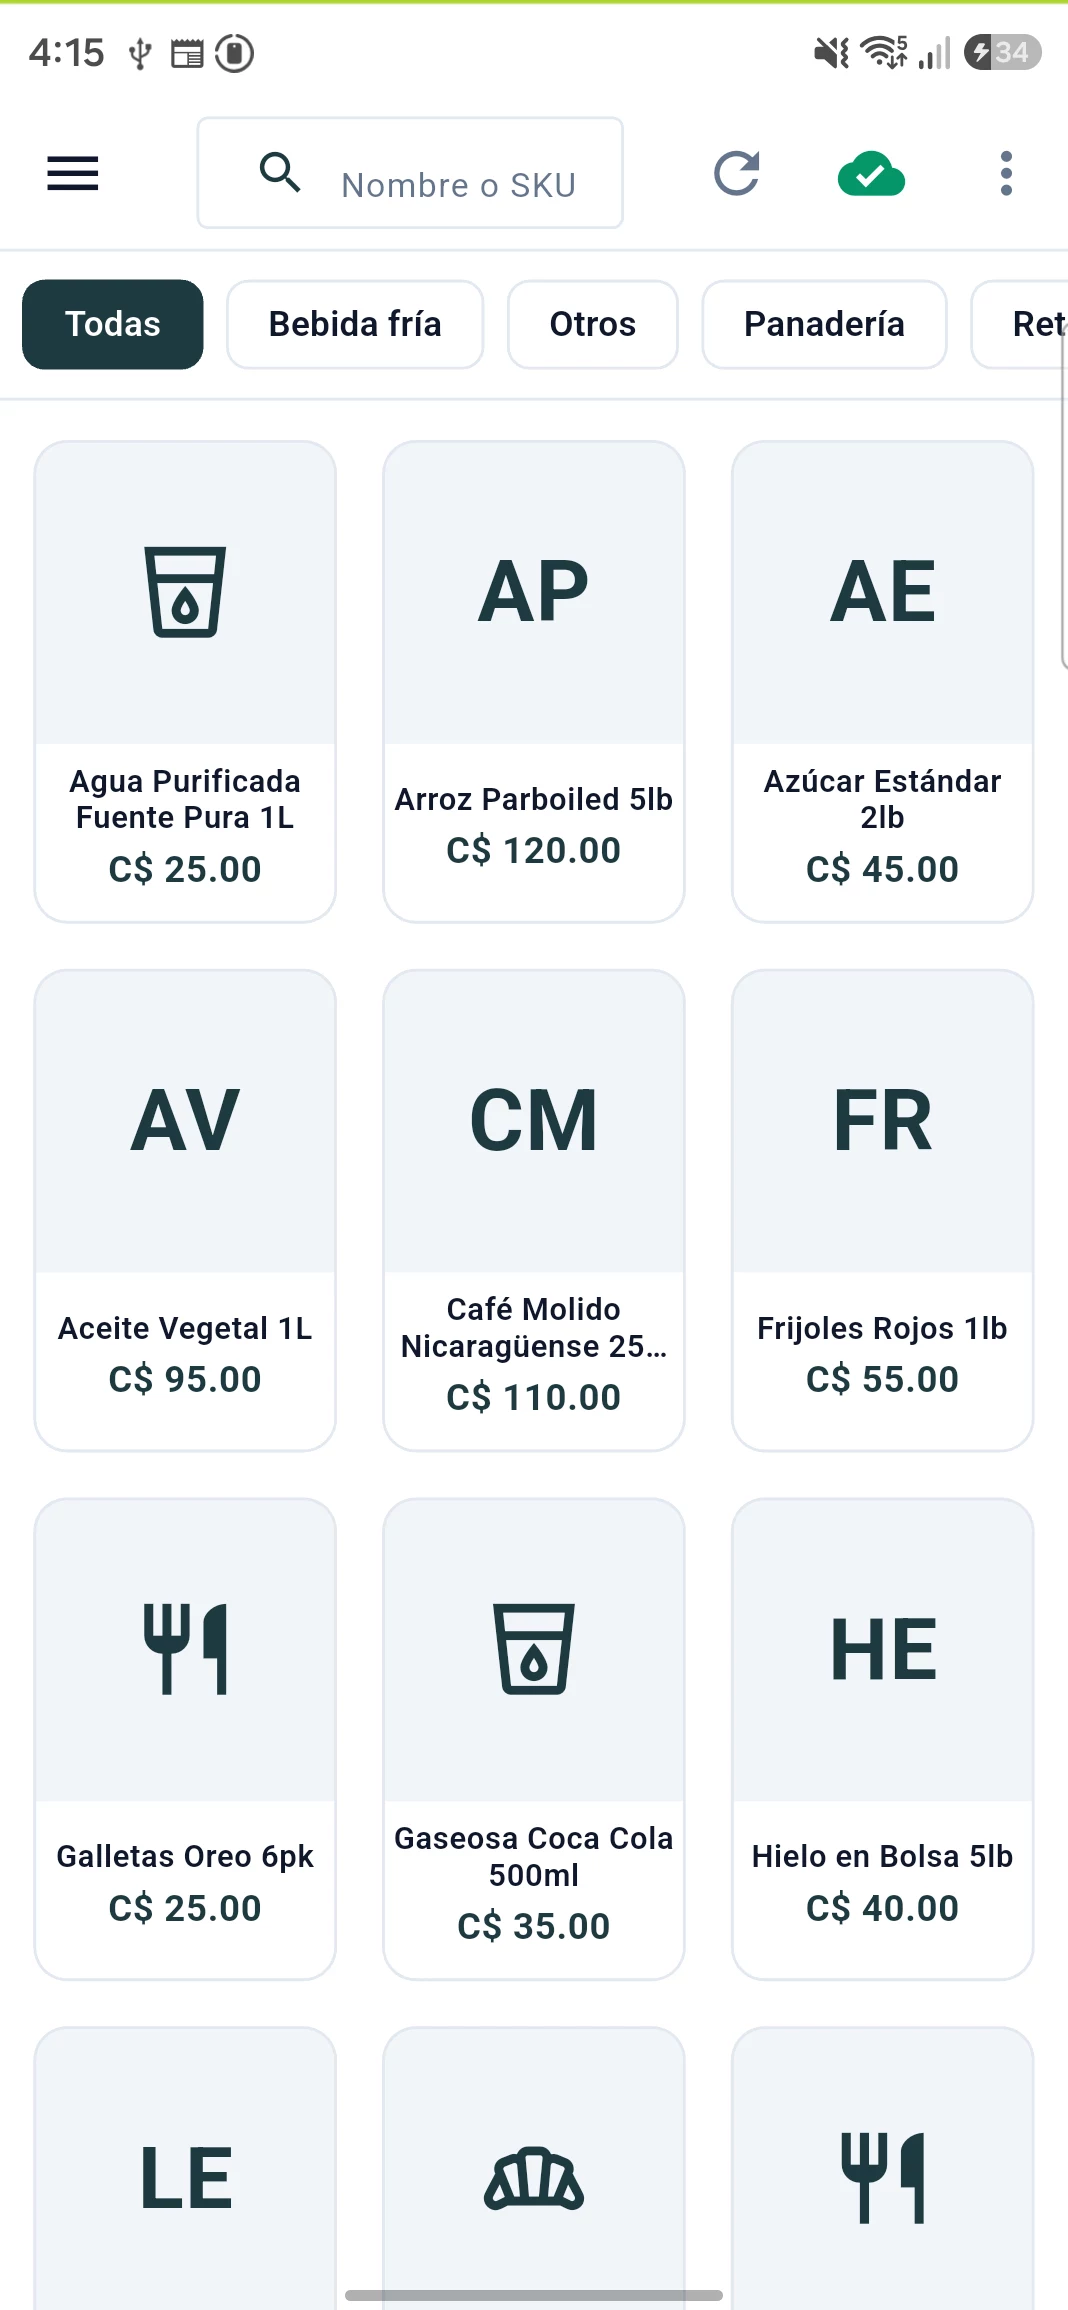 4:15
5
34
Nombre o SKU
Todas
Bebida fría
Otros
Panadería
Ret
AP
AE
Agua Purificada
Fuente Pura 1L
C$ 25.00
Arroz Parboiled 5lb
C$ 120.00
Azúcar Estándar
2lb
C$ 45.00
AV
CM
FR
Aceite Vegetal 1L
C$ 95.00
Café Molido
Nicaragüense 25…
C$ 110.00
Frijoles Rojos 1lb
C$ 55.00
HE
Galletas Oreo 6pk
C$ 25.00
Gaseosa Coca Cola
500ml
C$ 35.00
Hielo en Bolsa 5lb
C$ 40.00
LE